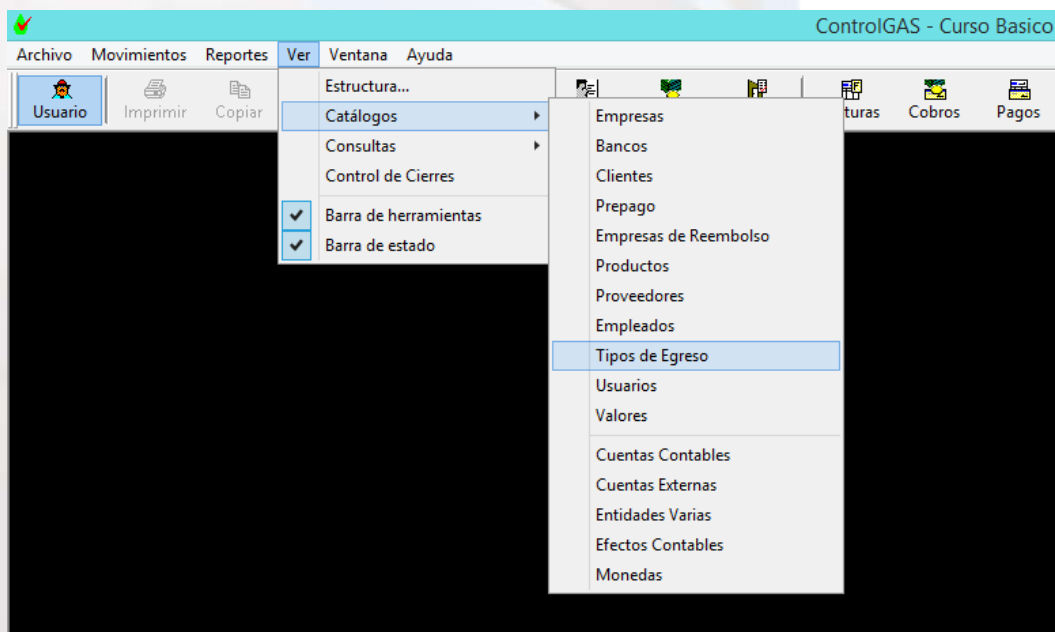 ControlGAS - Curso Basico
Archivo Movimientos Reportes Ver Ventana Ayuda
Usuario Imprimir Copiar turas Cobros Pagos
Estructura...
Catálogos
Consultas
Control de Cierres
Barra de herramientas
Barra de estado
Empresas
Bancos
Clientes
Prepago
Empresas de Reembolso
Productos
Proveedores
Empleados
Tipos de Egreso
Usuarios
Valores
Cuentas Contables
Cuentas Externas
Entidades Varias
Efectos Contables
Monedas